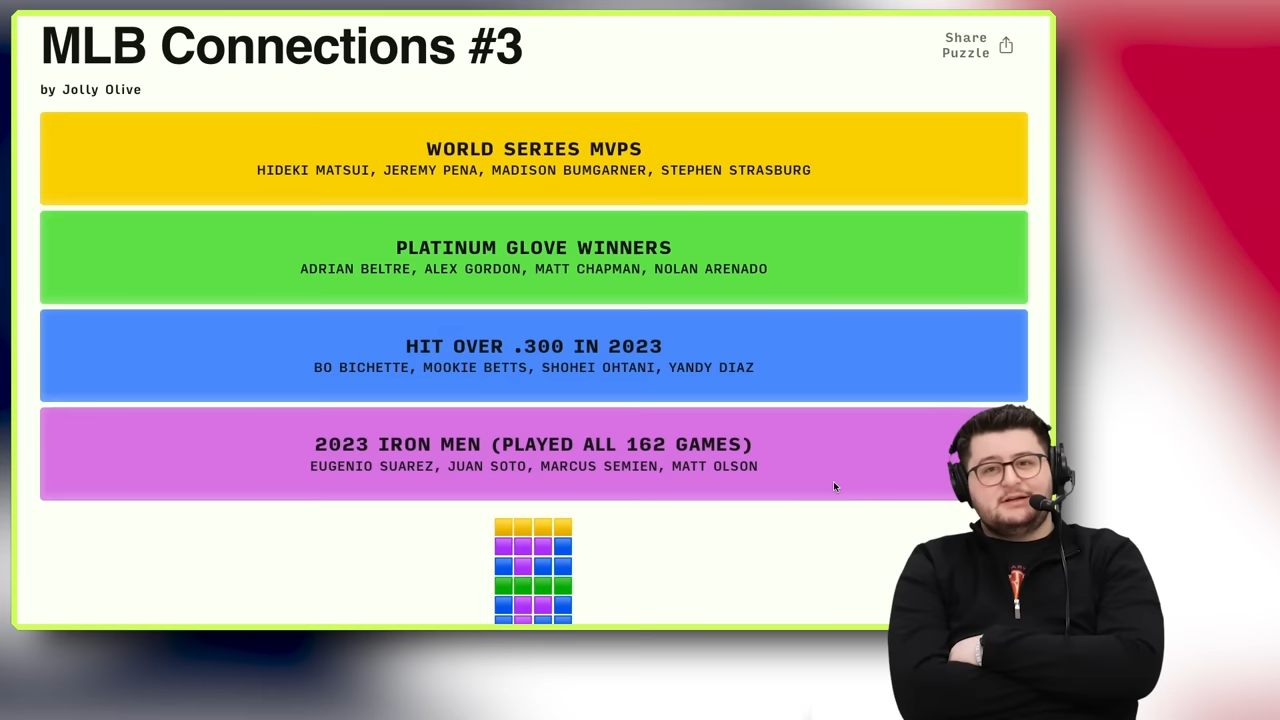 MLB Connections #3
Share
Puzzle
by Jolly Olive
WORLD SERIES MVPS
HIDEKI MATSUI, JEREMY PENA, MADISON BUMGARNER, STEPHEN STRASBURG
PLATINUM GLOVE WINNERS
ADRIAN BELTRE, ALEX GORDON, MATT CHAPMAN, NOLAN ARENADO
HIT OVER .300 IN 2023
BO BICHETTE, MOOKIE BETTS, SHOHEI OHTANI, YANDY DIAZ
2023 IRON MEN (PLAYED ALL 162 GAMES)
EUGENIO SUAREZ, JUAN SOTO, MARCUS SEMIEN, MATT OLSON